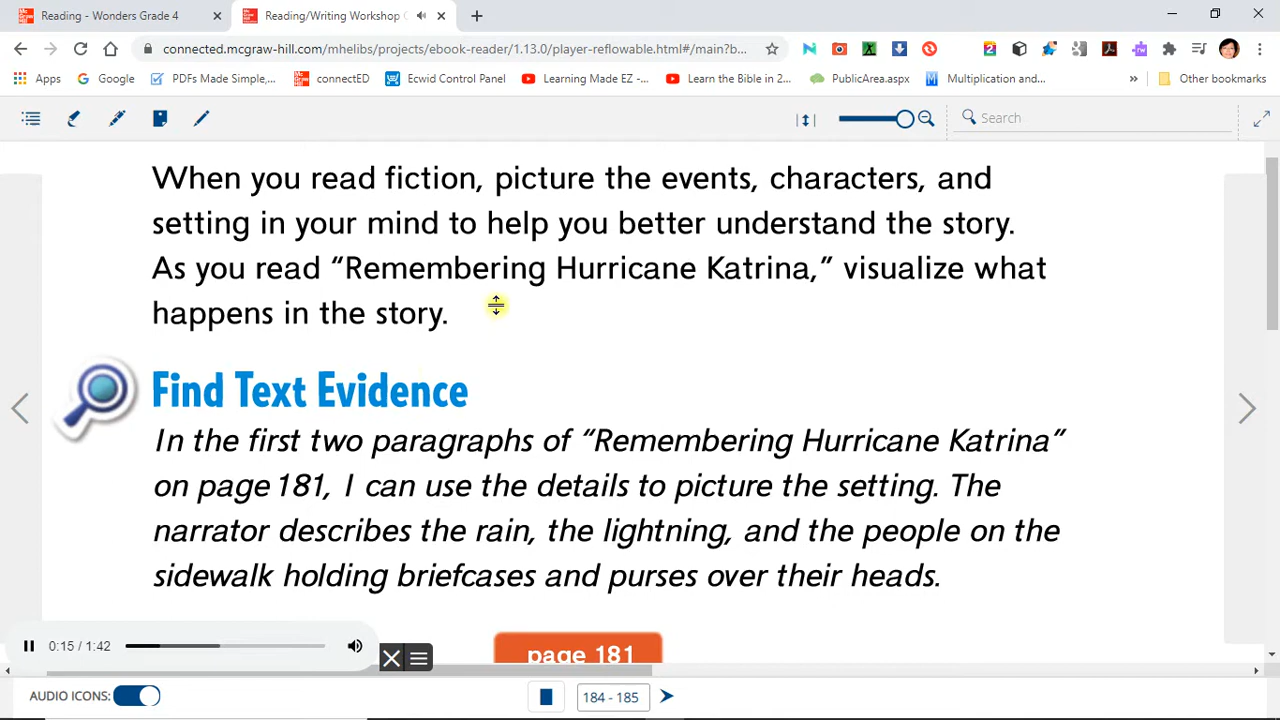 Reading - Wonders Grade 4
Reading/Writing Workshop
connected.mcgraw-hill.com/mhelibs/projects/ebook-reader/1.13.0/player-reflowable.html#/main?b...
Apps Google PDFs Made Simple,... connectED Ecwid Control Panel Learning Made EZ -... Learn the Bible in 2... PublicArea.aspx Multiplication and... » Other bookmarks
Search
When you read fiction, picture the events, characters, and
setting in your mind to help you better understand the story.
As you read “Remembering Hurricane Katrina,” visualize what
happens in the story.
Find Text Evidence
In the first two paragraphs of “Remembering Hurricane Katrina”
on page 181, I can use the details to picture the setting. The
narrator describes the rain, the lightning, and the people on the
sidewalk holding briefcases and purses over their heads.
0:15 / 1:42
page 181
AUDIO ICONS:
184 - 185